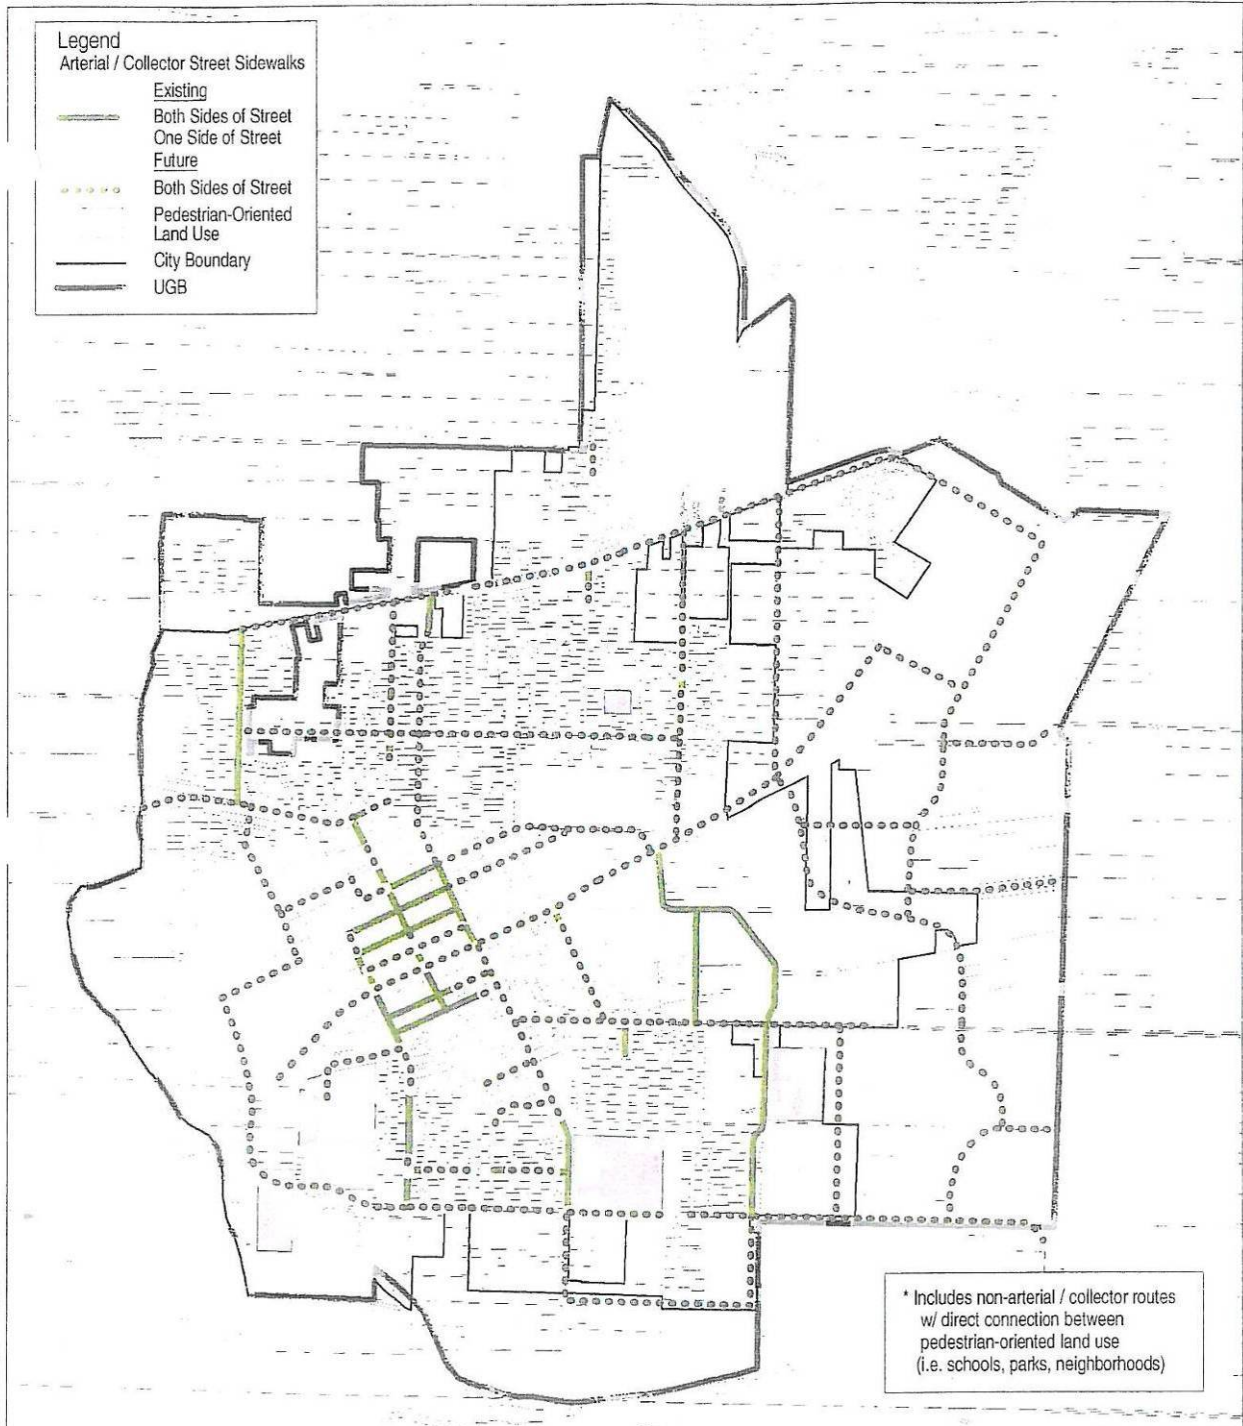 Legend
Arterial / Collector Street Sidewalks
Existing
Both Sides of Street
One Side of Street
Future
Both Sides of Street
Pedestrian-Oriented
Land Use
City Boundary
UGB
* Includes non-arterial / collector routes
w/ direct connection between
pedestrian-oriented land use
(i.e. schools, parks, neighborhoods)